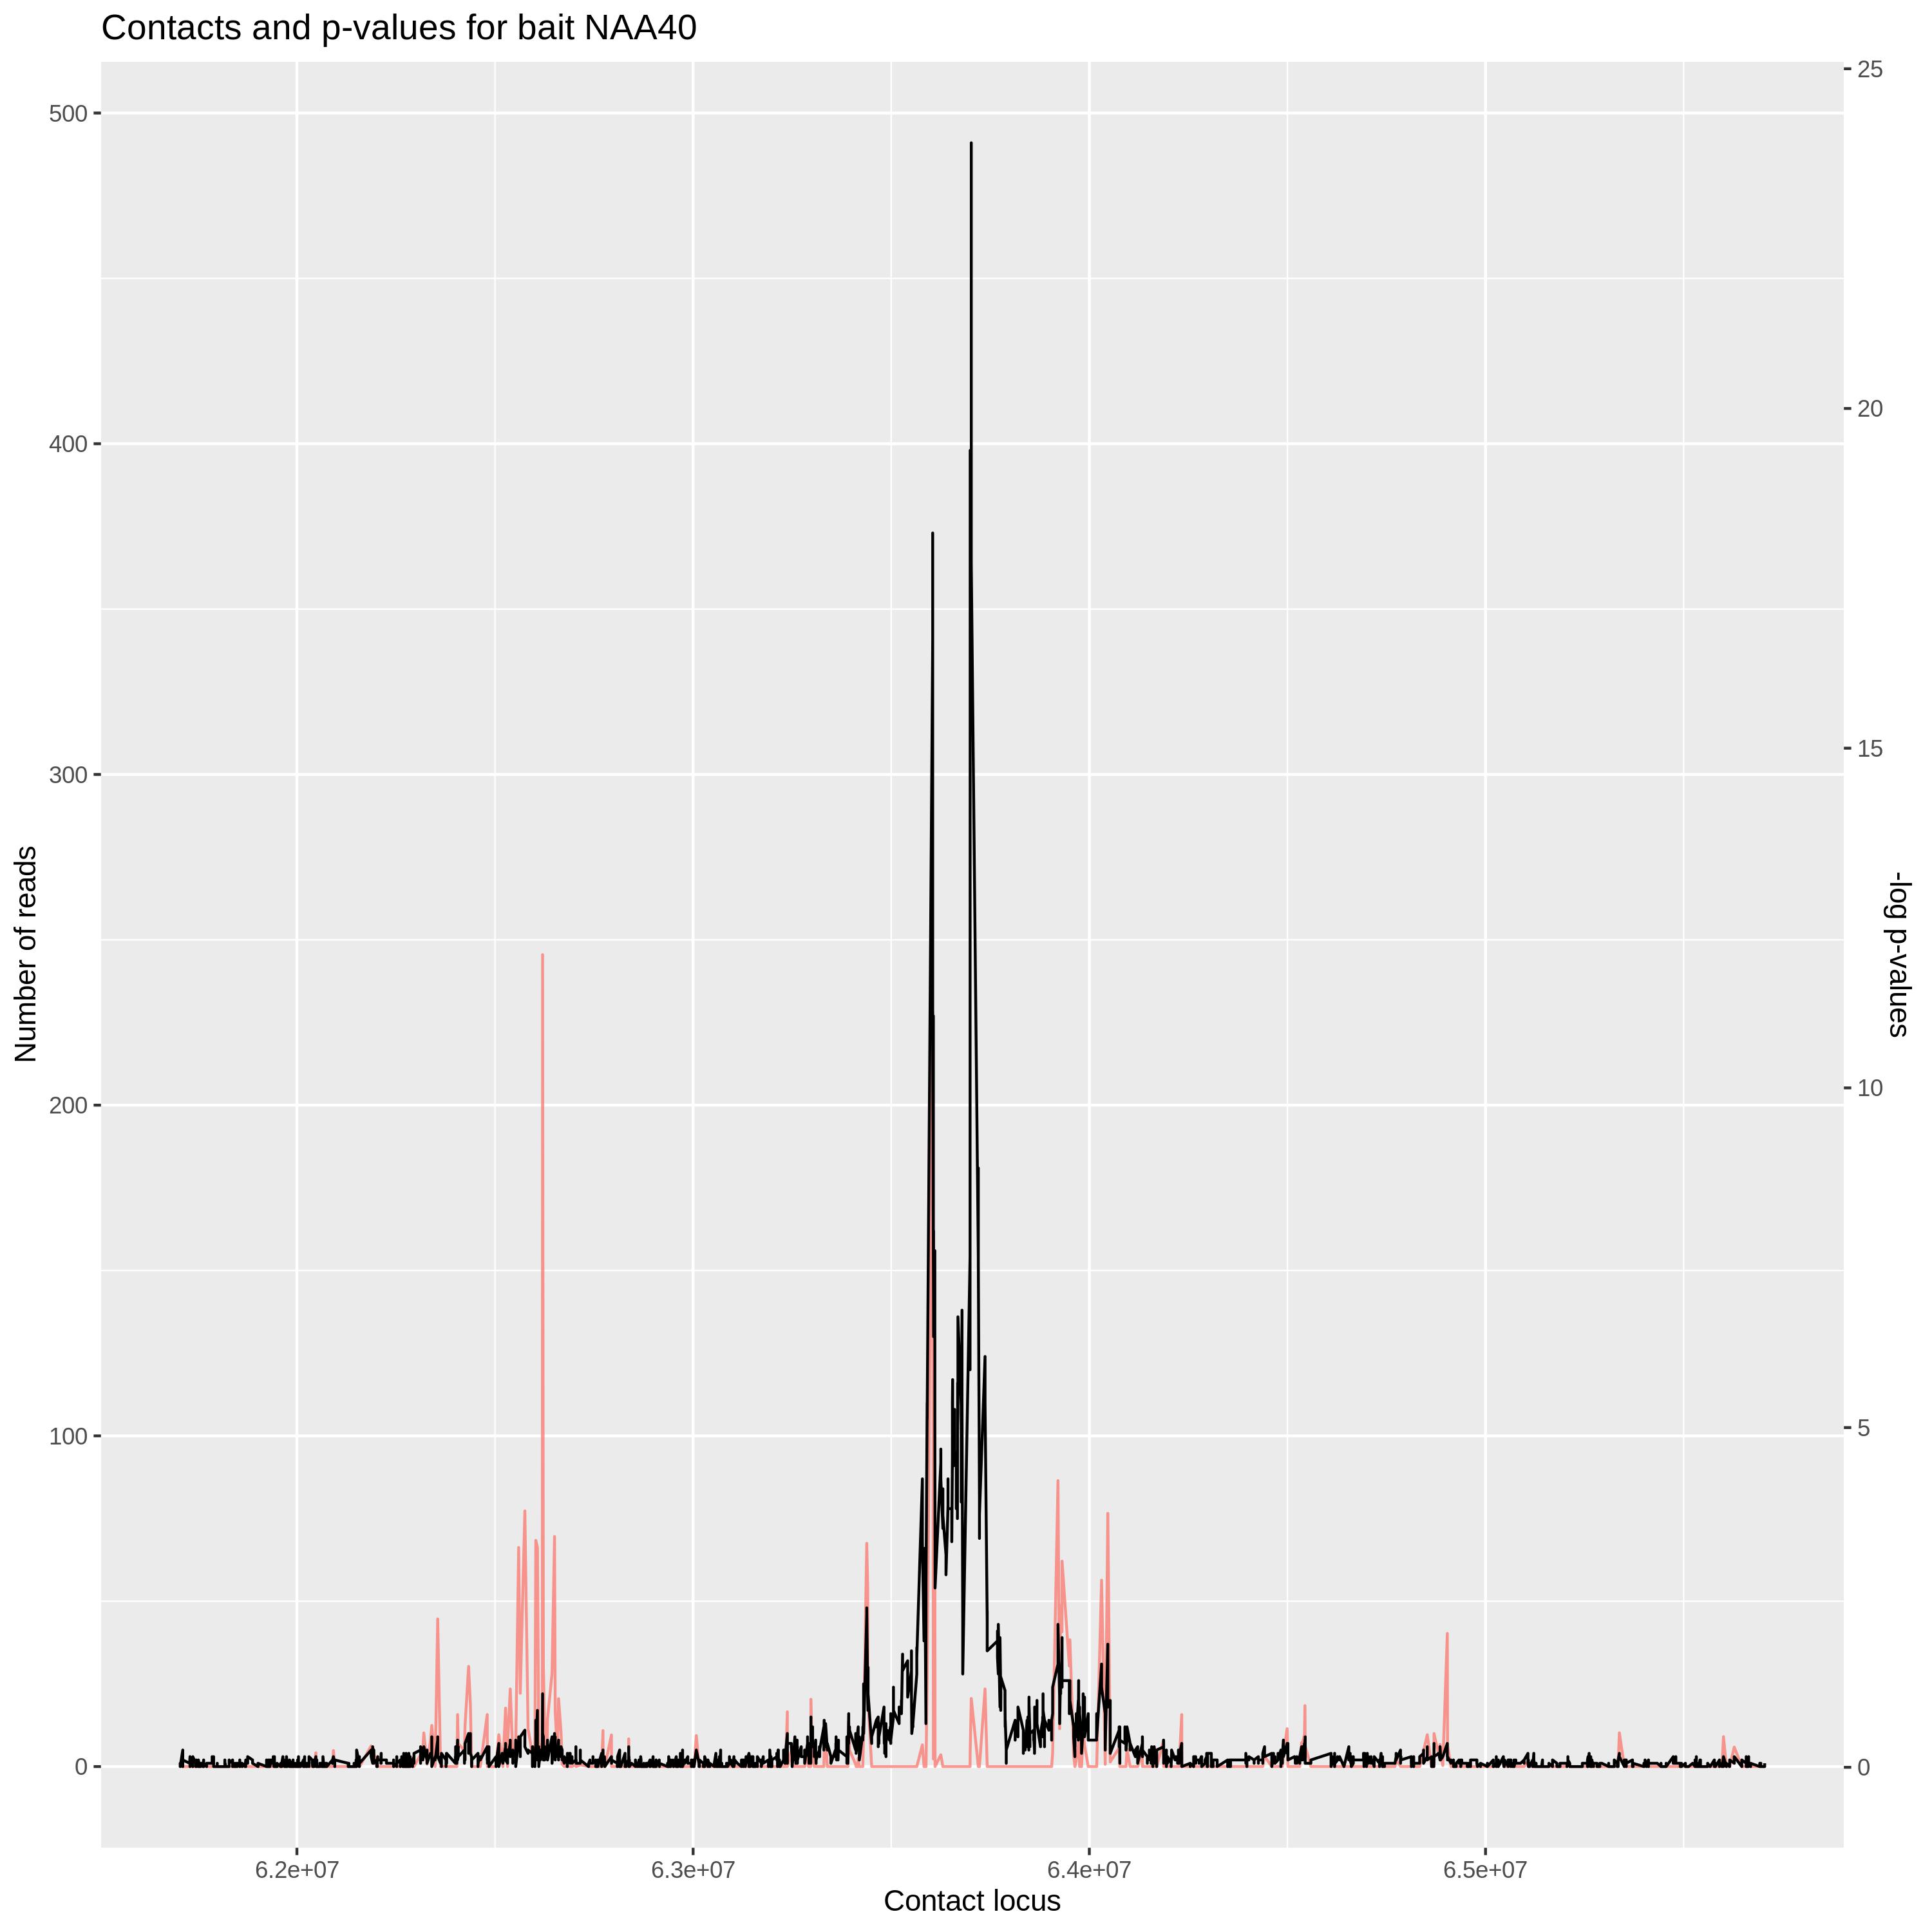 Contacts and p-values for bait NAA40
500
400
300
200
100
0
Number of reads
25
20
15
10
5
0
-log p-values
6.2e+07
6.3e+07
6.4e+07
6.5e+07
Contact locus